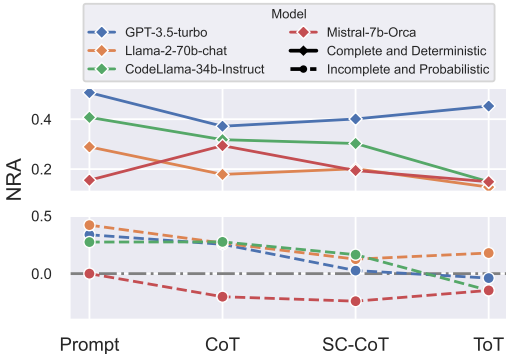 Model
GPT-3.5-turbo
Llama-2-70b-chat
CodeLlama-34b-Instruct
Mistral-7b-Orca
Complete and Deterministic
Incomplete and Probabilistic
NRA
0.4
0.2
0.5
0.0
Prompt CoT SC-CoT ToT